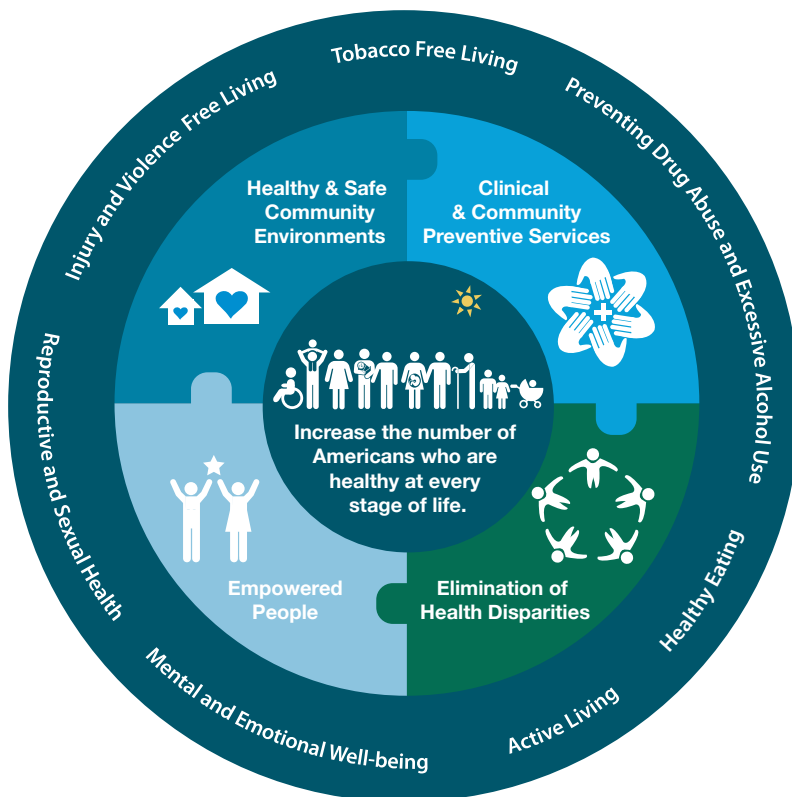 Tobacco Free Living
Preventing Drug Abuse and Excessive Alcohol Use
Healthy Eating
Active Living
Mental and Emotional Well-being
Reproductive and Sexual Health
Injury and Violence Free Living
Healthy & Safe
Community
Environments
Clinical
& Community
Preventive Services
Increase the number of
Americans who are
healthy at every
stage of life.
Empowered
People
Elimination of
Health Disparities